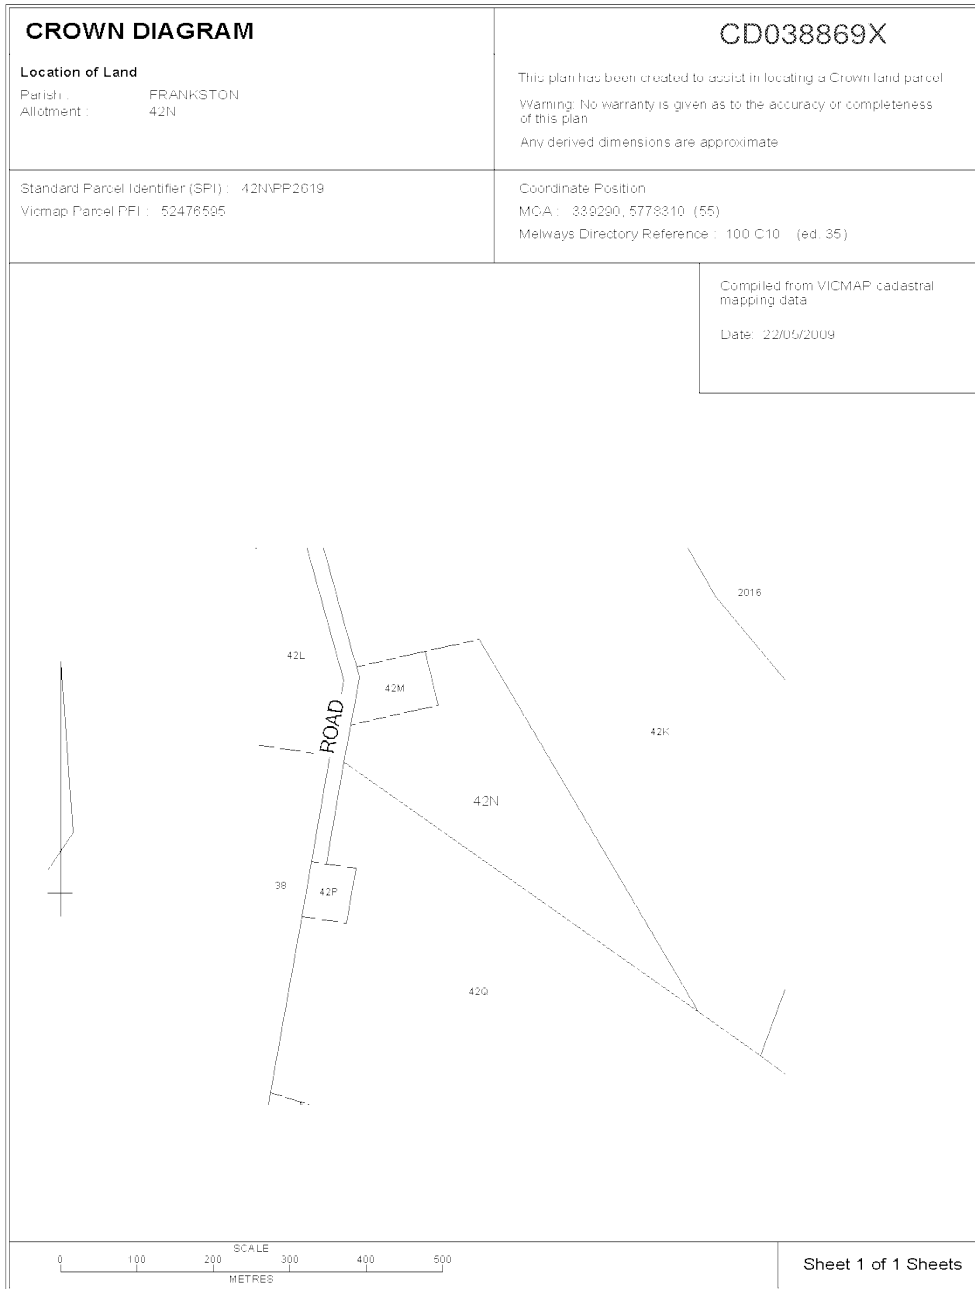 CROWN DIAGRAM
CD038869X
Location of Land
Parish : FRANKSTON
Allotment : 42N
This plan has been created to assist in locating a Crown land parcel
Warning: No warranty is given as to the accuracy or completeness
of this plan
Any derived dimensions are approximate
Standard Parcel Identifier (SPI) : 42N\PP2619
Vicmap Parcel PFI : 52476595
Coordinate Position
MGA : 339290, 5778310 (55)
Melways Directory Reference : 100 C10 (ed. 35)
Compiled from VICMAP cadastral
mapping data
Date: 22/05/2009
2016
42L
42M
ROAD
42K
42N
38
42P
42Q
SCALE
0 100 200 300 400 500
METRES
Sheet 1 of 1 Sheets